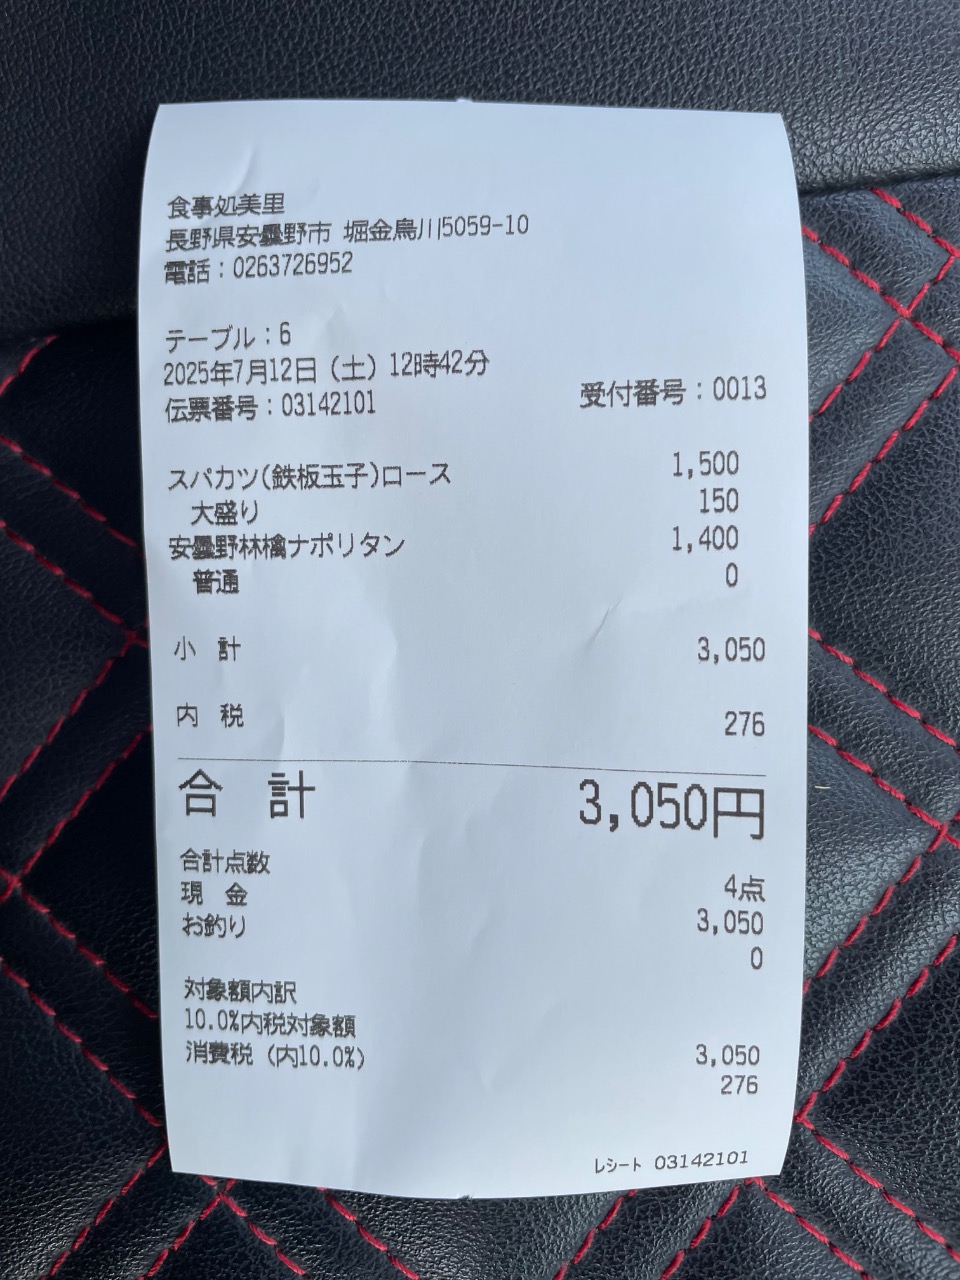 食事処美里
長野県安曇野市 堀金烏川5059-10
電話：0263726952
テーブル：6
2025年7月12日（土）12時42分
伝票番号：03142101 受付番号：0013
スパカツ(鉄板玉子)ロース 1,500
大盛り 150
安曇野林檎ナポリタン 1,400
普通 0
小 計 3,050
内 税 276
合 計 3,050円
合計点数 4点
現 金 3,050
お釣り 0
対象額内訳
10.0%内税対象額 3,050
消費税（内10.0%） 276
レシート 03142101